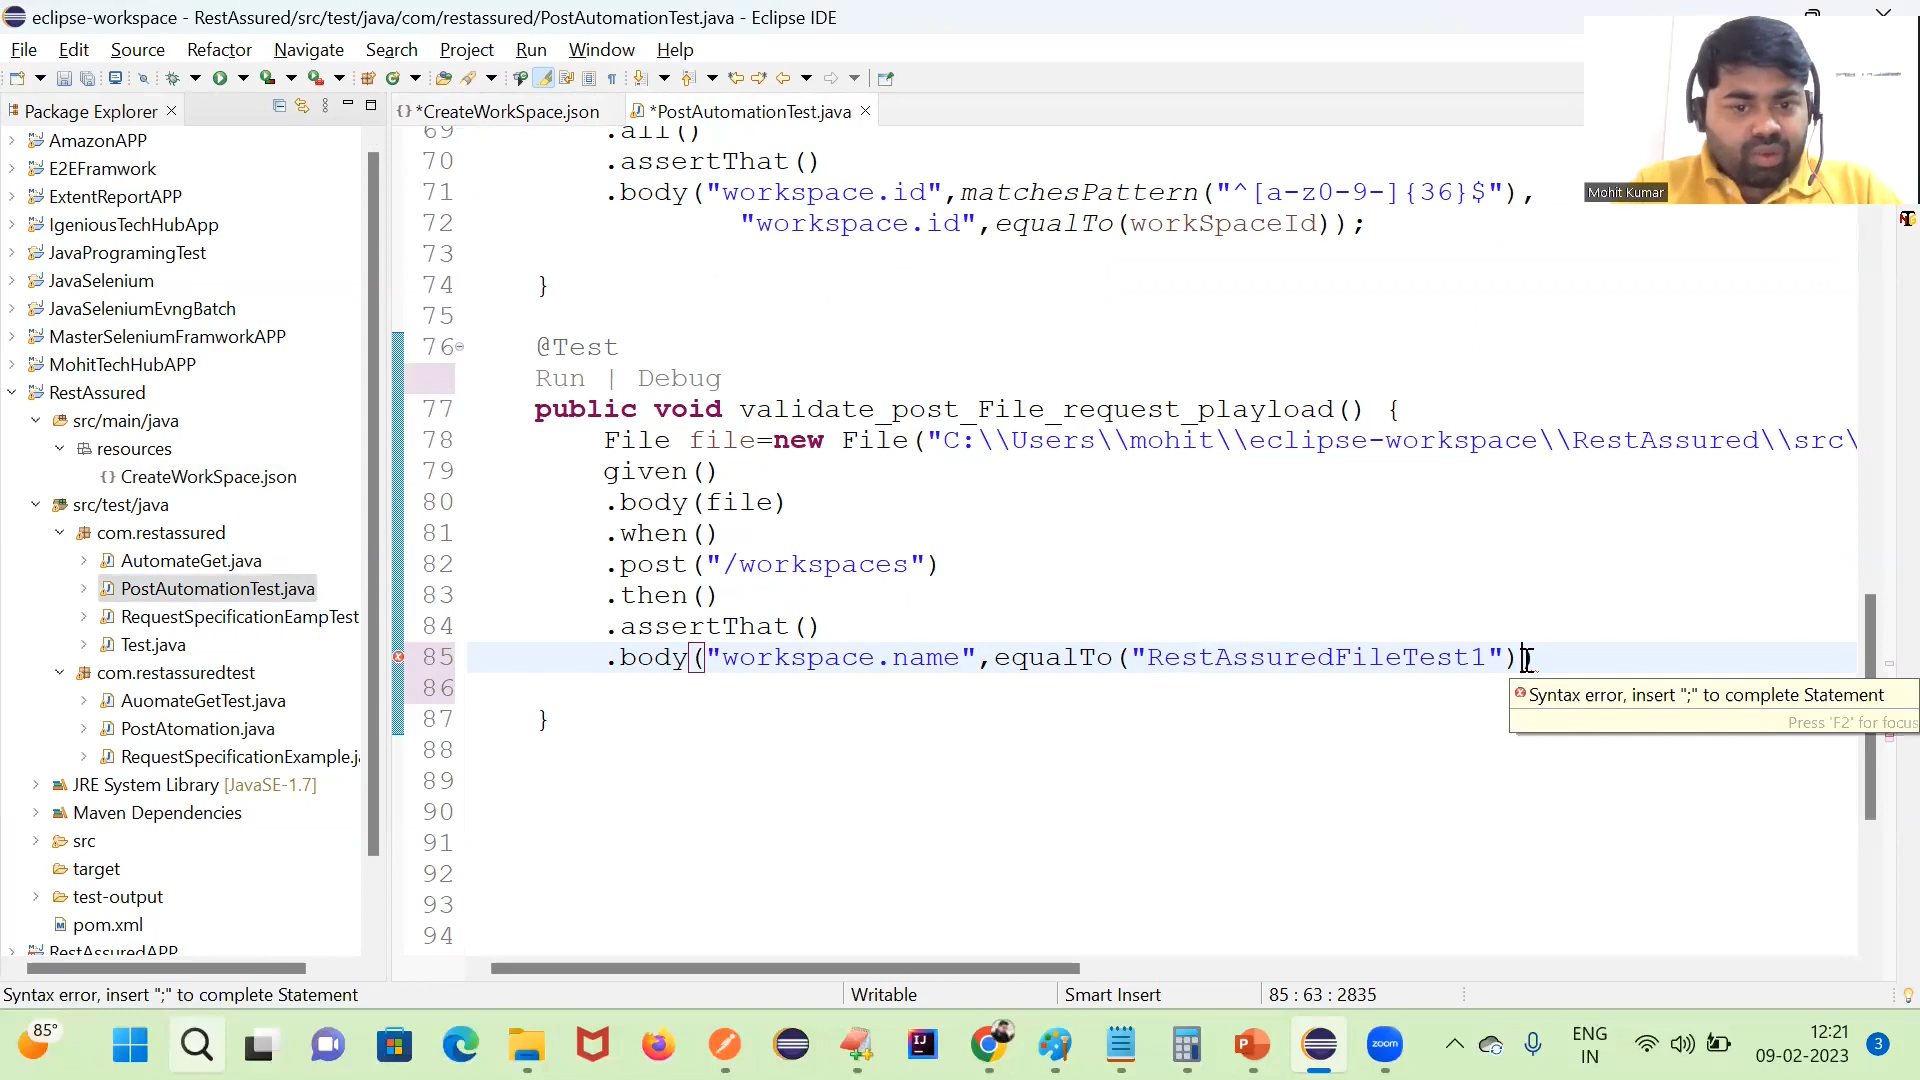 eclipse-workspace - RestAssured/src/test/java/com/restassured/PostAutomationTest.java - Eclipse IDE
File Edit Source Refactor Navigate Search Project Run Window Help
Package Explorer
*CreateWorkSpace.json
*PostAutomationTest.java
AmazonAPP
E2EFramwork
ExtentReportAPP
IgeniousTechHubApp
JavaProgramingTest
JavaSelenium
JavaSeleniumEvngBatch
MasterSeleniumFramworkAPP
MohitTechHubAPP
RestAssured
src/main/java
resources
CreateWorkSpace.json
src/test/java
com.restassured
AutomateGet.java
PostAutomationTest.java
RequestSpecificationEampTest
Test.java
com.restassuredtest
AuomateGetTest.java
PostAtomation.java
RequestSpecificationExample.j
JRE System Library [JavaSE-1.7]
Maven Dependencies
src
target
test-output
pom.xml
RestAssuredAPP
69 .all()
70 .assertThat()
71 .body("workspace.id",matchesPattern("^[a-z0-9-]{36}$"),
72 "workspace.id",equalTo(workSpaceId));
73
74 }
75
76 @Test
Run | Debug
77 public void validate_post_File_request_playload() {
78 File file=new File("C:\\Users\\mohit\\eclipse-workspace\\RestAssured\\src\
79 given()
80 .body(file)
81 .when()
82 .post("/workspaces")
83 .then()
84 .assertThat()
85 .body("workspace.name",equalTo("RestAssuredFileTest1"))
86
87 }
88
89
90
91
92
93
94
Syntax error, insert ";" to complete Statement
Press 'F2' for focus
Mohit Kumar
Syntax error, insert ";" to complete Statement
Writable
Smart Insert
85 : 63 : 2835
85°
zoom
ENG
IN
12:21
09-02-2023
3